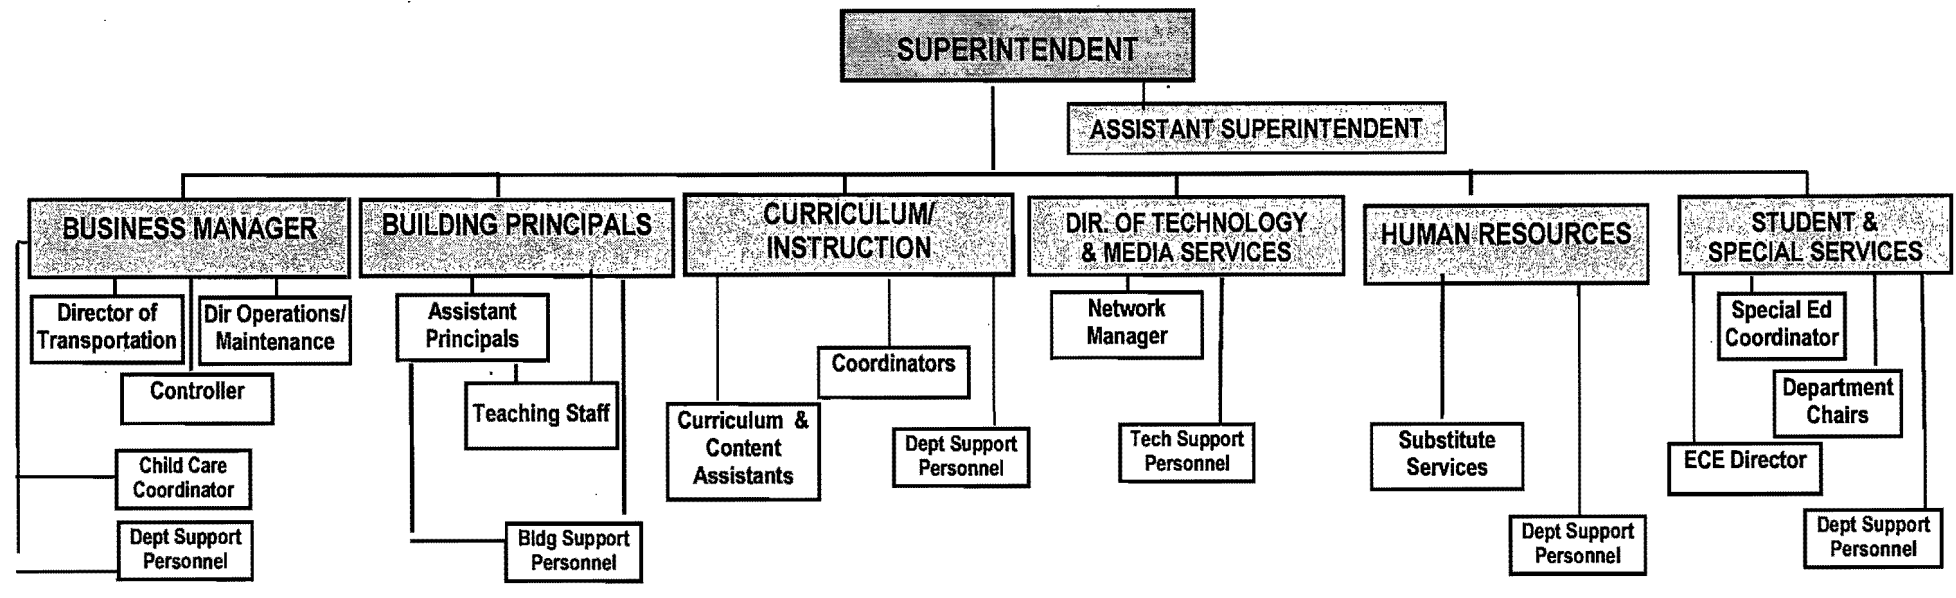 SUPERINTENDENT
ASSISTANT SUPERINTENDENT
BUSINESS MANAGER
BUILDING PRINCIPALS
CURRICULUM/
INSTRUCTION
DIR. OF TECHNOLOGY
& MEDIA SERVICES
HUMAN RESOURCES
STUDENT &
SPECIAL SERVICES
Director of
Transportation
Dir Operations/
Maintenance
Controller
Child Care
Coordinator
Dept Support
Personnel
Assistant
Principals
Teaching Staff
Bldg Support
Personnel
Curriculum &
Content
Assistants
Coordinators
Dept Support
Personnel
Network
Manager
Tech Support
Personnel
Substitute
Services
Dept Support
Personnel
Special Ed
Coordinator
Department
Chairs
ECE Director
Dept Support
Personnel